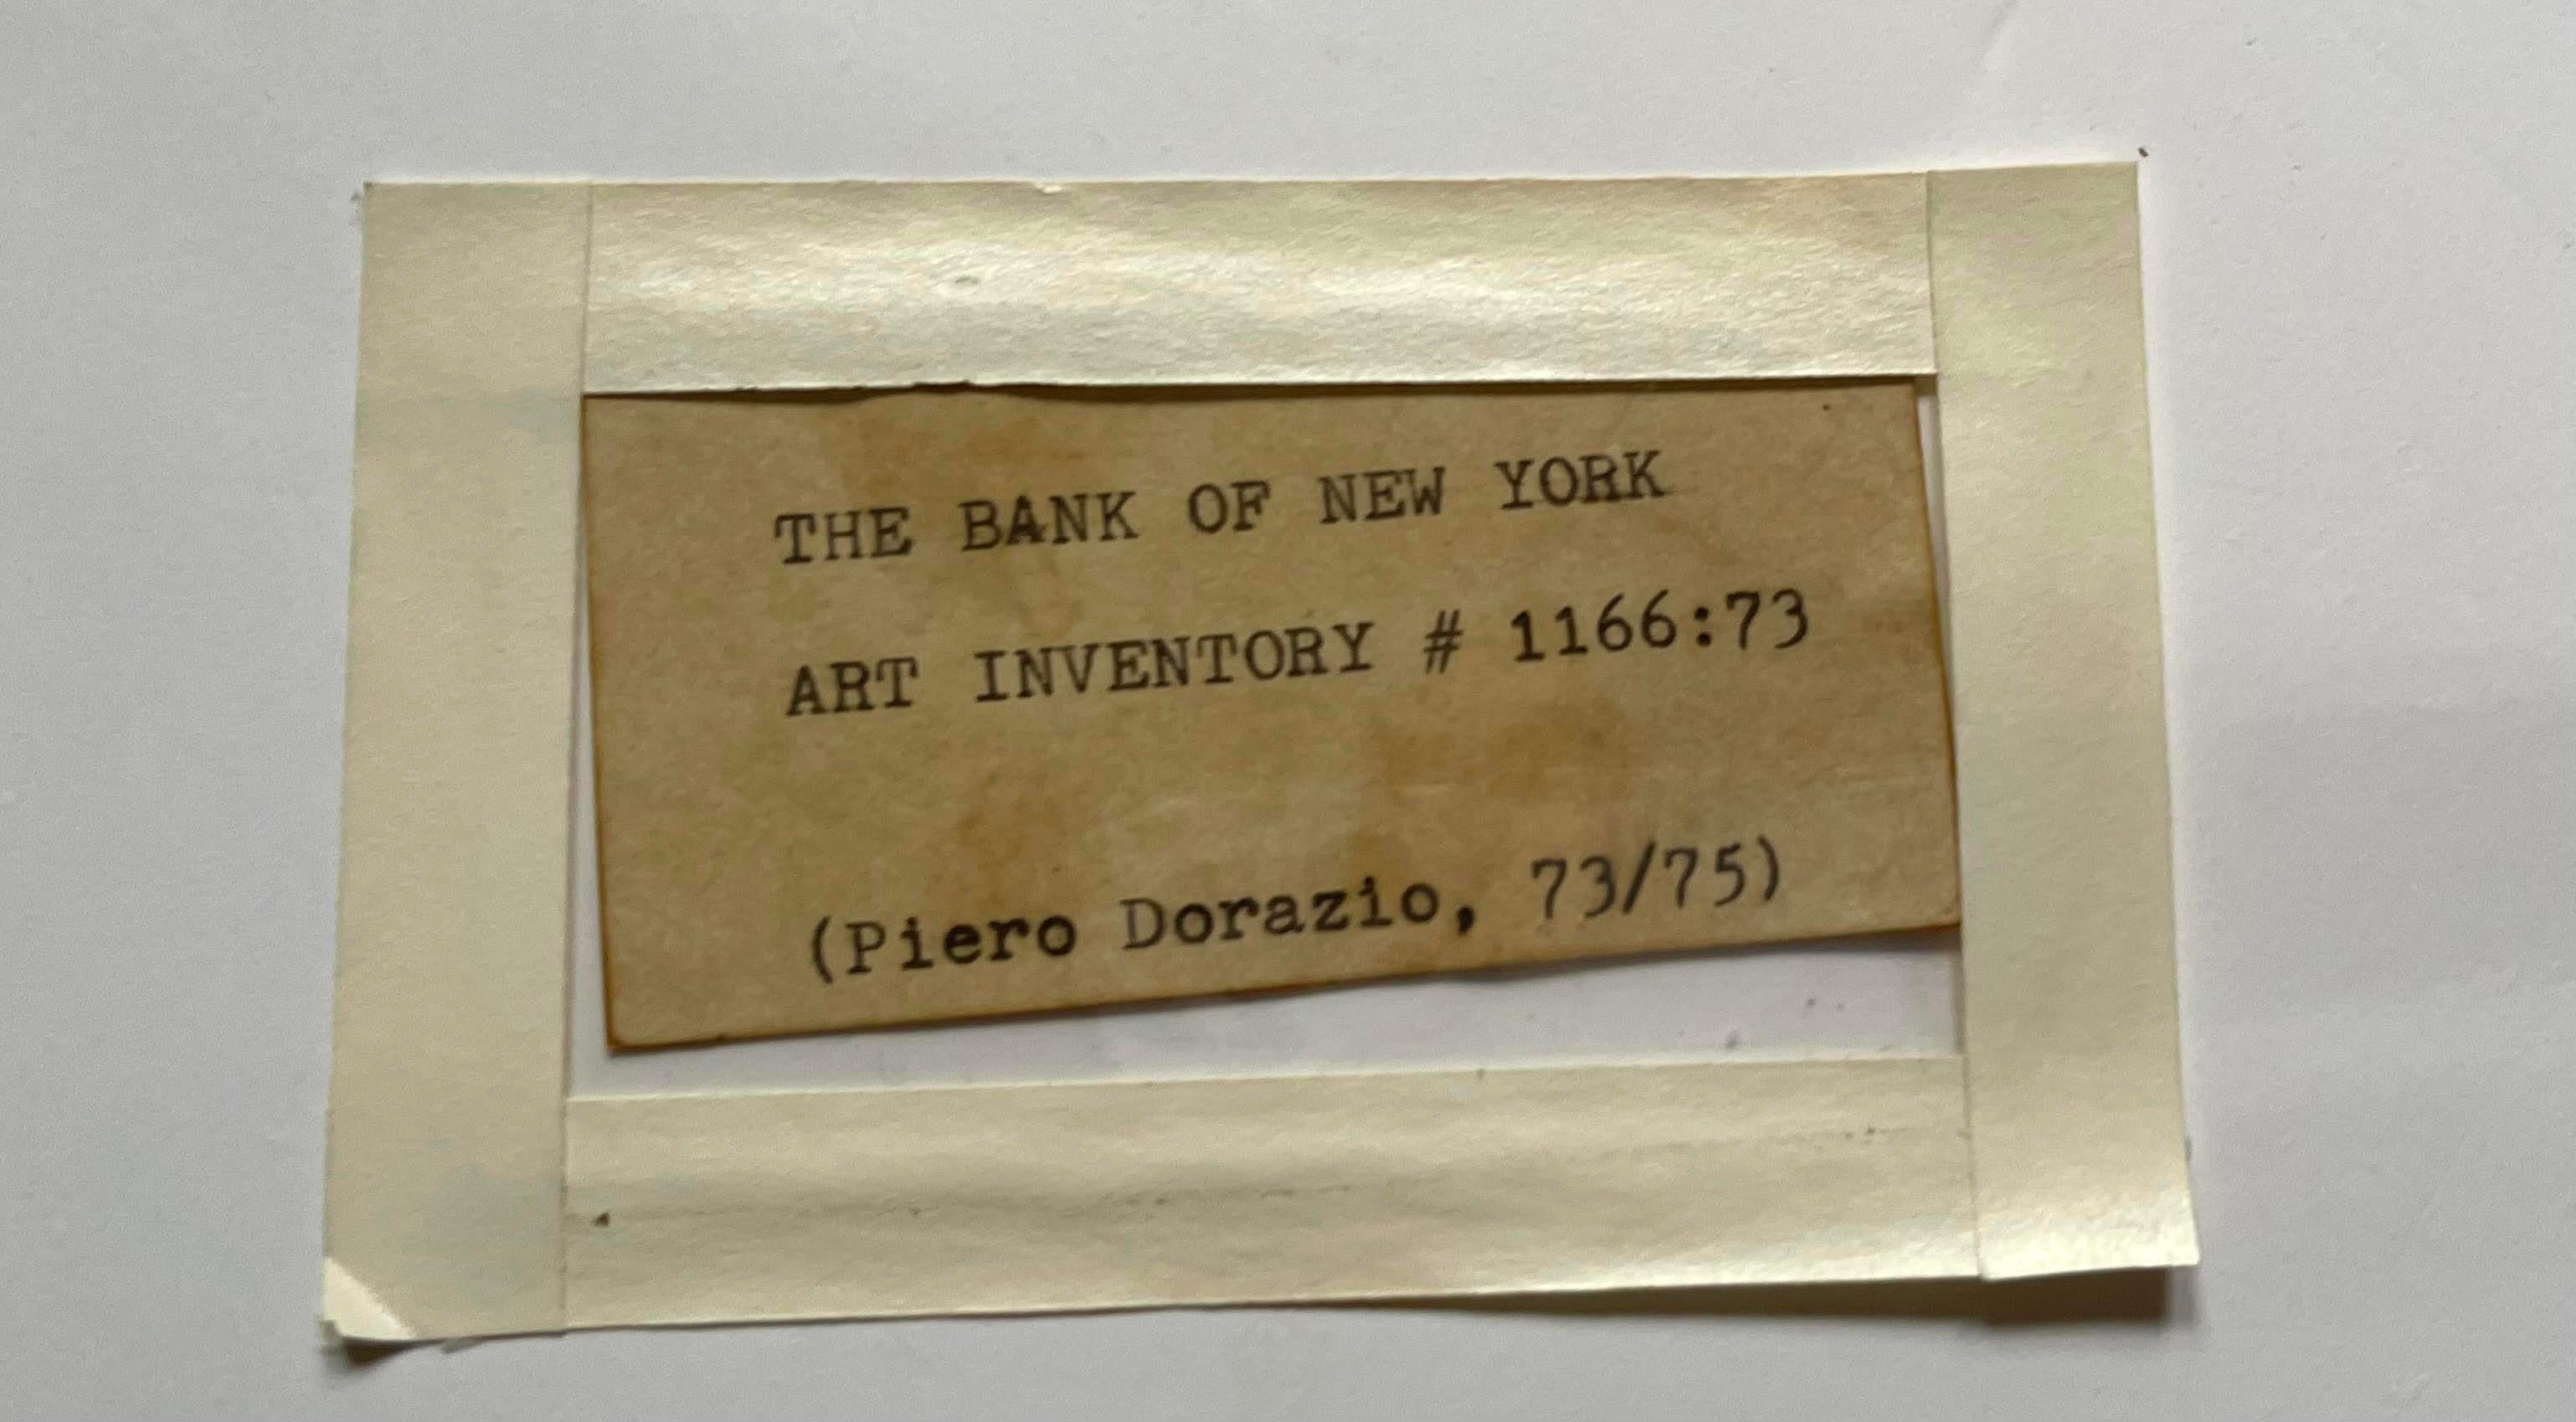 THE BANK OF NEW YORK
ART INVENTORY # 1166:73
(Piero Dorazio, 73/75)